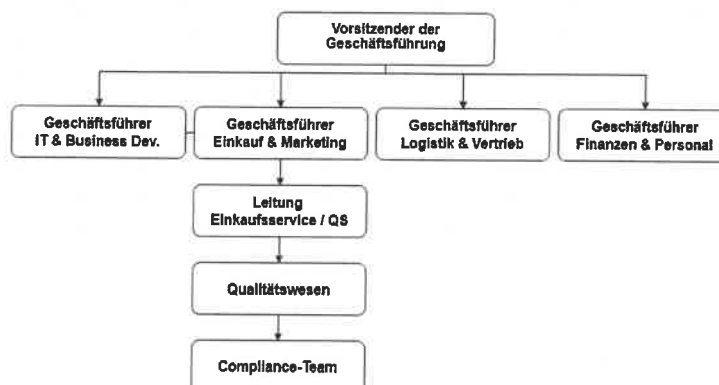 Vorsitzender der
Geschäftsführung
Geschäftsführer
IT & Business Dev.
Geschäftsführer
Einkauf & Marketing
Geschäftsführer
Logistik & Vertrieb
Geschäftsführer
Finanzen & Personal
Leitung
Einkaufsservice / QS
Qualitätswesen
Compliance-Team